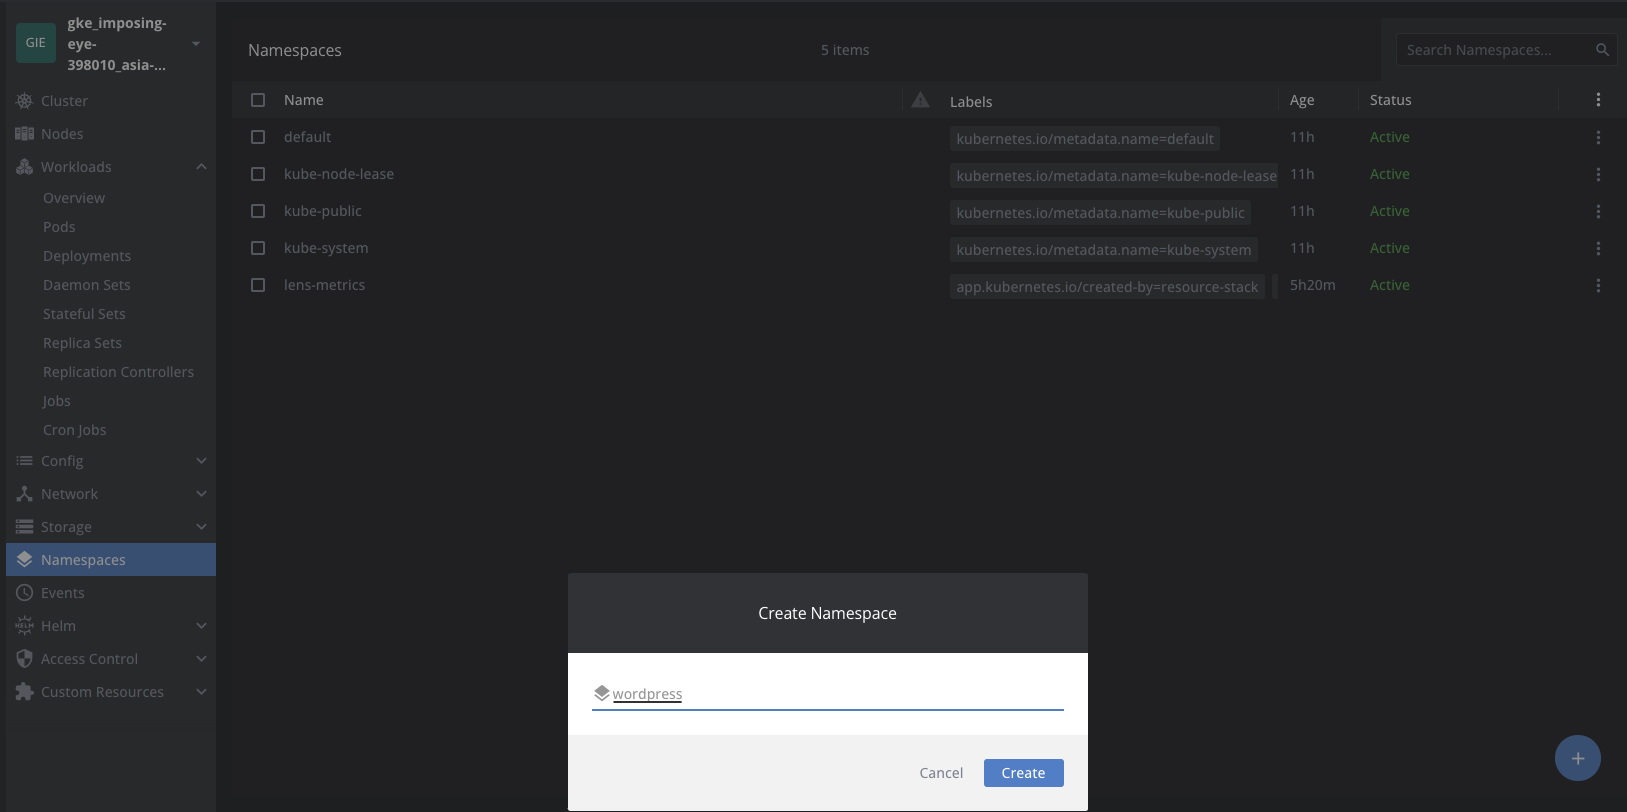 GIE
gke_imposing-
eye-
398010_asia-...
Cluster
Nodes
Workloads
Overview
Pods
Deployments
Daemon Sets
Stateful Sets
Replica Sets
Replication Controllers
Jobs
Cron Jobs
Config
Network
Storage
Namespaces
Events
HELM Helm
Access Control
Custom Resources
Namespaces 5 items Search Namespaces...
Name Labels Age Status
default kubernetes.io/metadata.name=default 11h Active
kube-node-lease kubernetes.io/metadata.name=kube-node-lease 11h Active
kube-public kubernetes.io/metadata.name=kube-public 11h Active
kube-system kubernetes.io/metadata.name=kube-system 11h Active
lens-metrics app.kubernetes.io/created-by=resource-stack 5h20m Active
Create Namespace
wordpress
Cancel Create